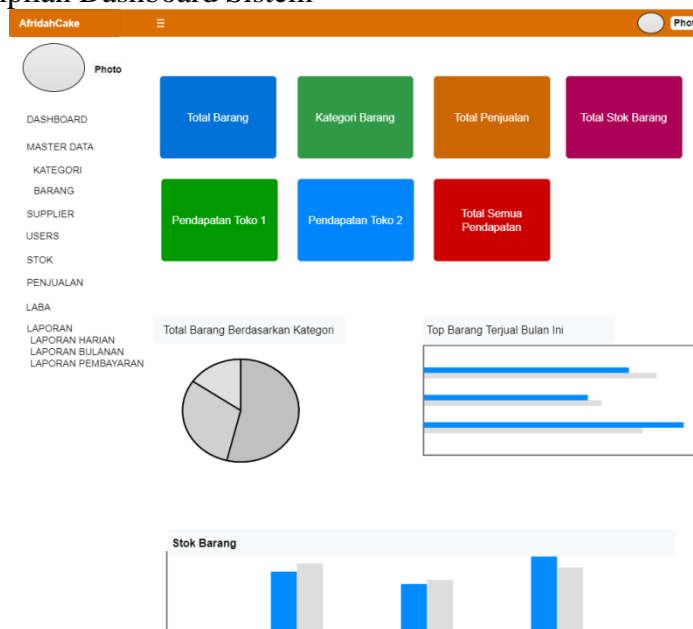 Dashboard Sistem
AfridahCake
Photo
DASHBOARD
MASTER DATA
KATEGORI
BARANG
SUPPLIER
USERS
STOK
PENJUALAN
LABA
LAPORAN
LAPORAN HARIAN
LAPORAN BULANAN
LAPORAN PEMBAYARAN
Total Barang
Kategori Barang
Total Penjualan
Total Stok Barang
Pendapatan Toko 1
Pendapatan Toko 2
Total Semua
Pendapatan
Total Barang Berdasarkan Kategori
Top Barang Terjual Bulan Ini
Stok Barang